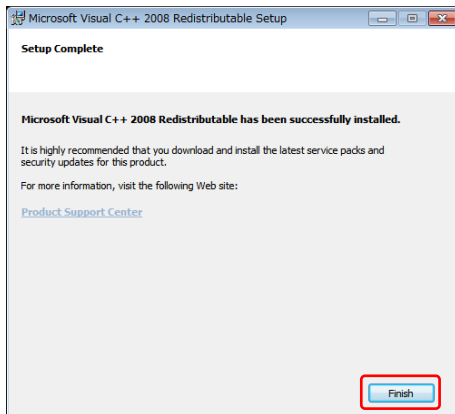 Microsoft Visual C++ 2008 Redistributable Setup
Setup Complete
Microsoft Visual C++ 2008 Redistributable has been successfully installed.
It is highly recommended that you download and install the latest service packs and
security updates for this product.
For more information, visit the following Web site:
Product Support Center
Finish